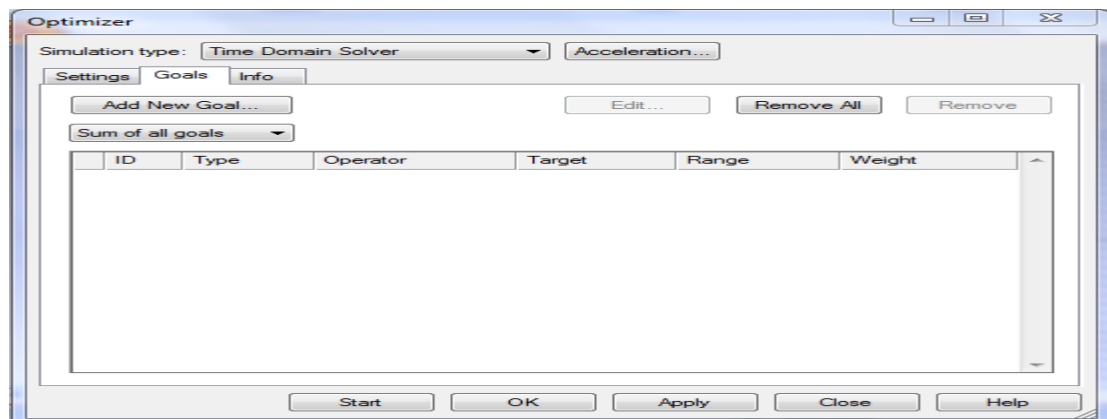 Optimizer
Simulation type: Time Domain Solver Acceleration...
Settings Goals Info
Add New Goal... Edit... Remove All Remove
Sum of all goals
ID Type Operator Target Range Weight
Start OK Apply Close Help